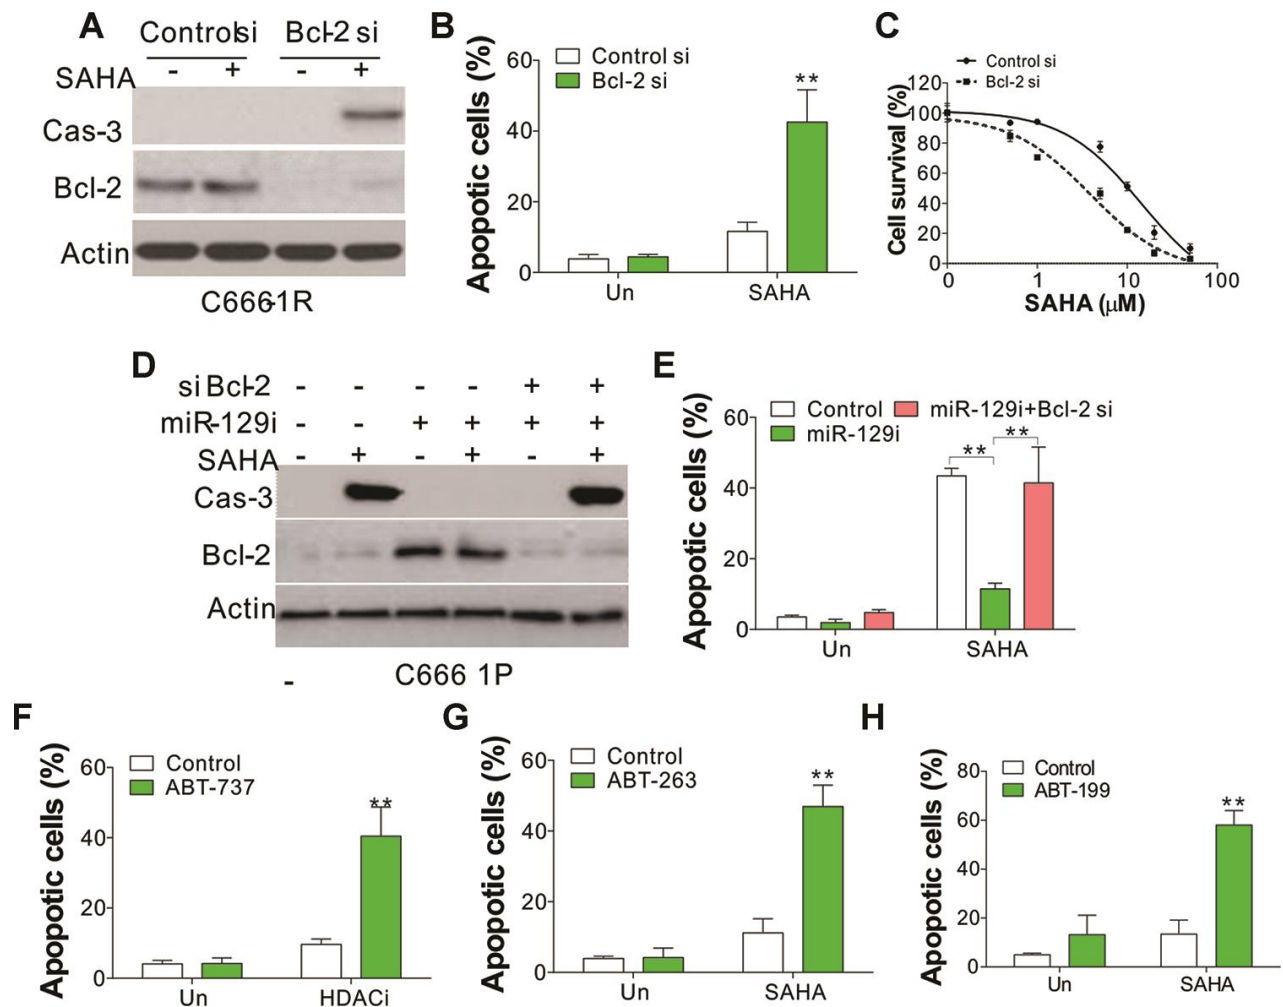 A
Controlsi Bcl-2 si
SAHA - + - +
Cas-3
Bcl-2
Actin
C666-1R
B
Apopotic cells (%)
60
40
20
0
Control si
Bcl-2 si
**
Un SAHA
C
Control si
Bcl-2 si
Cell survival (%)
120
100
80
60
40
20
0
0 1 10 100
SAHA (μM)
D
si Bcl-2 - - - - + +
miR-129i - - + + + +
SAHA - + - + - +
Cas-3
Bcl-2
Actin
- C666 1P
E
Apopotic cells (%)
60
40
20
0
Control miR-129i+Bcl-2 si
miR-129i
** **
Un SAHA
F
Apopotic cells (%)
60
40
20
0
Control
ABT-737
**
Un HDACi
G
Apopotic cells (%)
60
40
20
0
Control
ABT-263
**
Un SAHA
H
Apopotic cells (%)
80
60
40
20
0
Control
ABT-199
**
Un SAHA